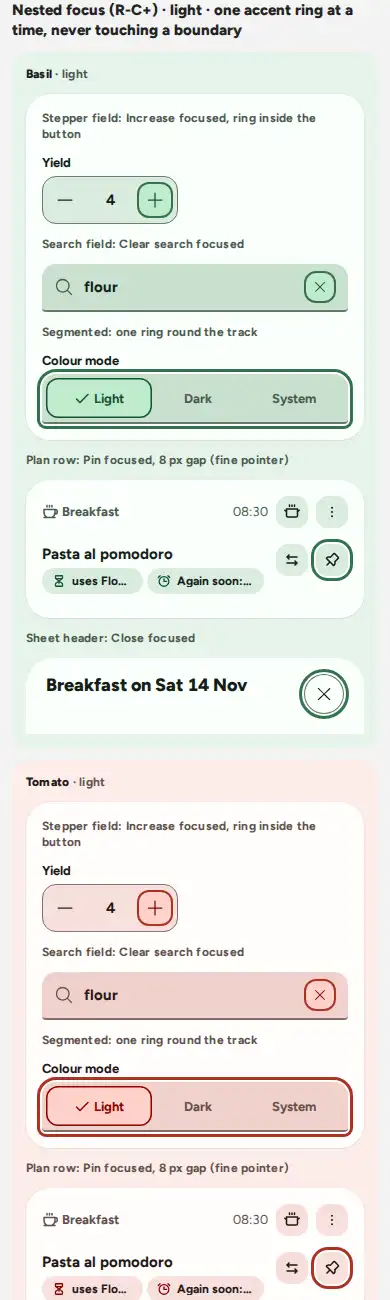 Nested focus (R-C+) · light · one accent ring at a
time, never touching a boundary
Basil · light
Stepper field: Increase focused, ring inside the
button
Yield
4
Search field: Clear search focused
flour
Segmented: one ring round the track
Colour mode
Light Dark System
Plan row: Pin focused, 8 px gap (fine pointer)
Breakfast 08:30
Pasta al pomodoro
uses Flo... Again soon:...
Sheet header: Close focused
Breakfast on Sat 14 Nov
Tomato · light
Stepper field: Increase focused, ring inside the
button
Yield
4
Search field: Clear search focused
flour
Segmented: one ring round the track
Colour mode
Light Dark System
Plan row: Pin focused, 8 px gap (fine pointer)
Breakfast 08:30
Pasta al pomodoro
uses Flo... Again soon:...